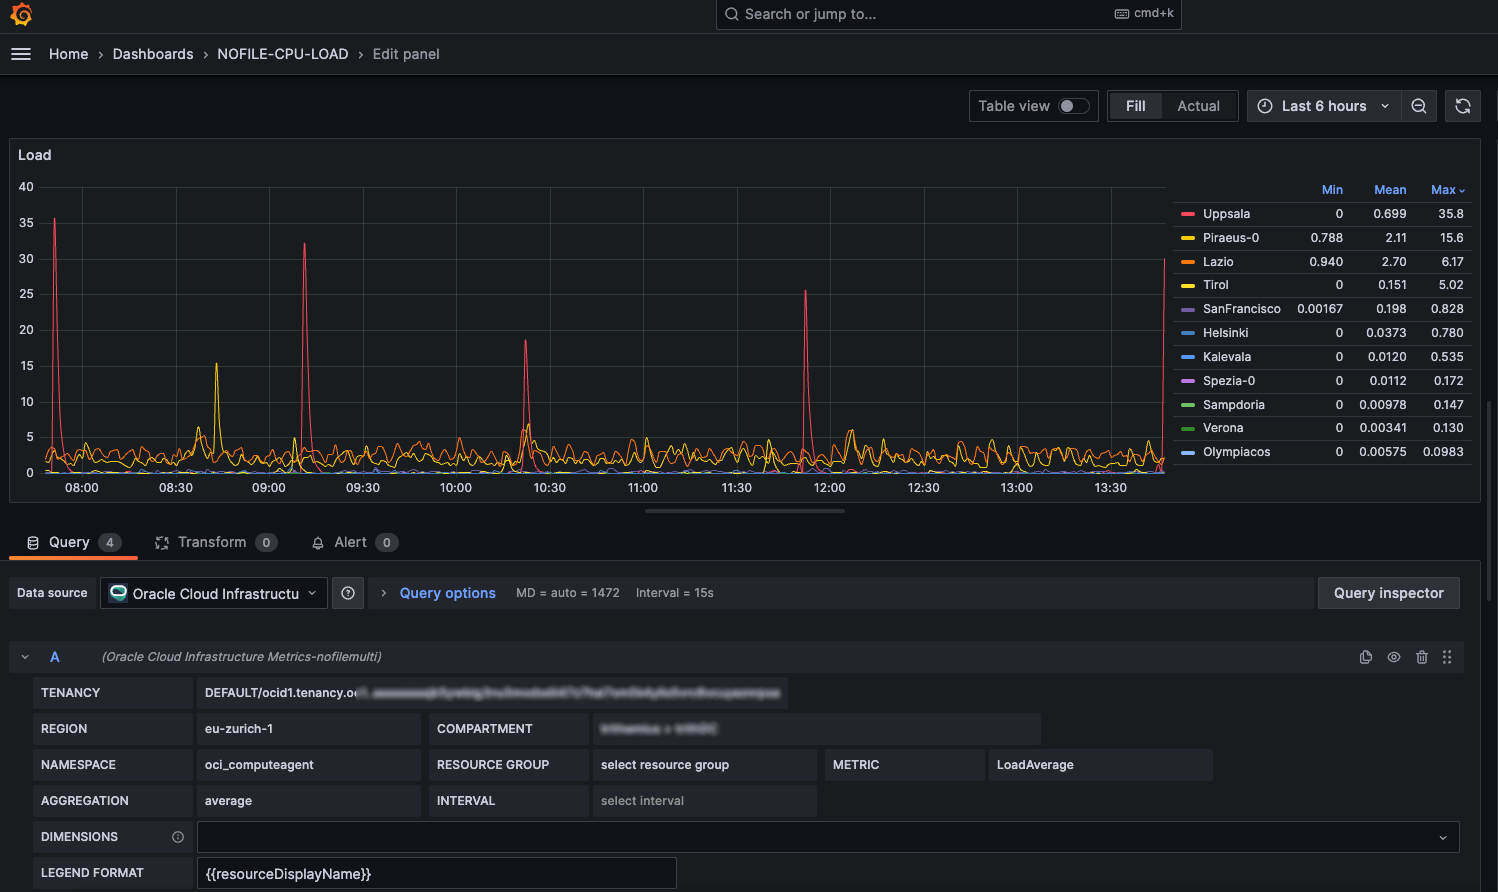 Search or jump to...
cmd+k
Home › Dashboards › NOFILE-CPU-LOAD › Edit panel
Table view
Fill
Actual
Last 6 hours
Load
40
35
30
25
20
15
10
5
0
08:00 08:30 09:00 09:30 10:00 10:30 11:00 11:30 12:00 12:30 13:00 13:30
Min Mean Max
Uppsala 0 0.699 35.8
Piraeus-0 0.788 2.11 15.6
Lazio 0.940 2.70 6.17
Tirol 0 0.151 5.02
SanFrancisco 0.00167 0.198 0.828
Helsinki 0 0.0373 0.780
Kalevala 0 0.0120 0.535
Spezia-0 0 0.0112 0.172
Sampdoria 0 0.00978 0.147
Verona 0 0.00341 0.130
Olympiacos 0 0.00575 0.0983
Query 4
Transform 0
Alert 0
Data source
Oracle Cloud Infrastructu
Query options
MD = auto = 1472
Interval = 15s
Query inspector
A
(Oracle Cloud Infrastructure Metrics-nofilemulti)
TENANCY
DEFAULT/ocid1.tenancy.oc
REGION
eu-zurich-1
COMPARTMENT
NAMESPACE
oci_computeagent
RESOURCE GROUP
select resource group
METRIC
LoadAverage
AGGREGATION
average
INTERVAL
select interval
DIMENSIONS
LEGEND FORMAT
{{resourceDisplayName}}